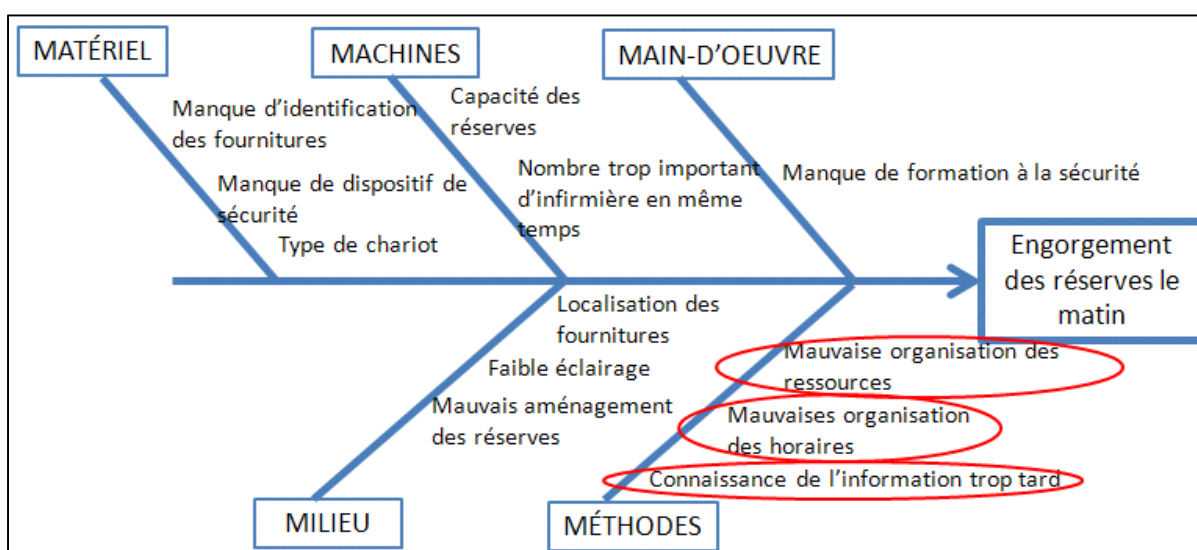 MATÉRIEL
MACHINES
MAIN-D'OEUVRE
Manque d'identification
des fournitures
Manque de dispositif de
sécurité
Type de chariot
Capacité des
réserves
Nombre trop important
d'infirmière en même
temps
Manque de formation à la sécurité
Engorgement
des réserves le
matin
Localisation des
fournitures
Faible éclairage
Mauvais aménagement
des réserves
Mauvaise organisation des
ressources
Mauvaises organisation
des horaires
Connaissance de l'information trop tard
MILIEU
MÉTHODES